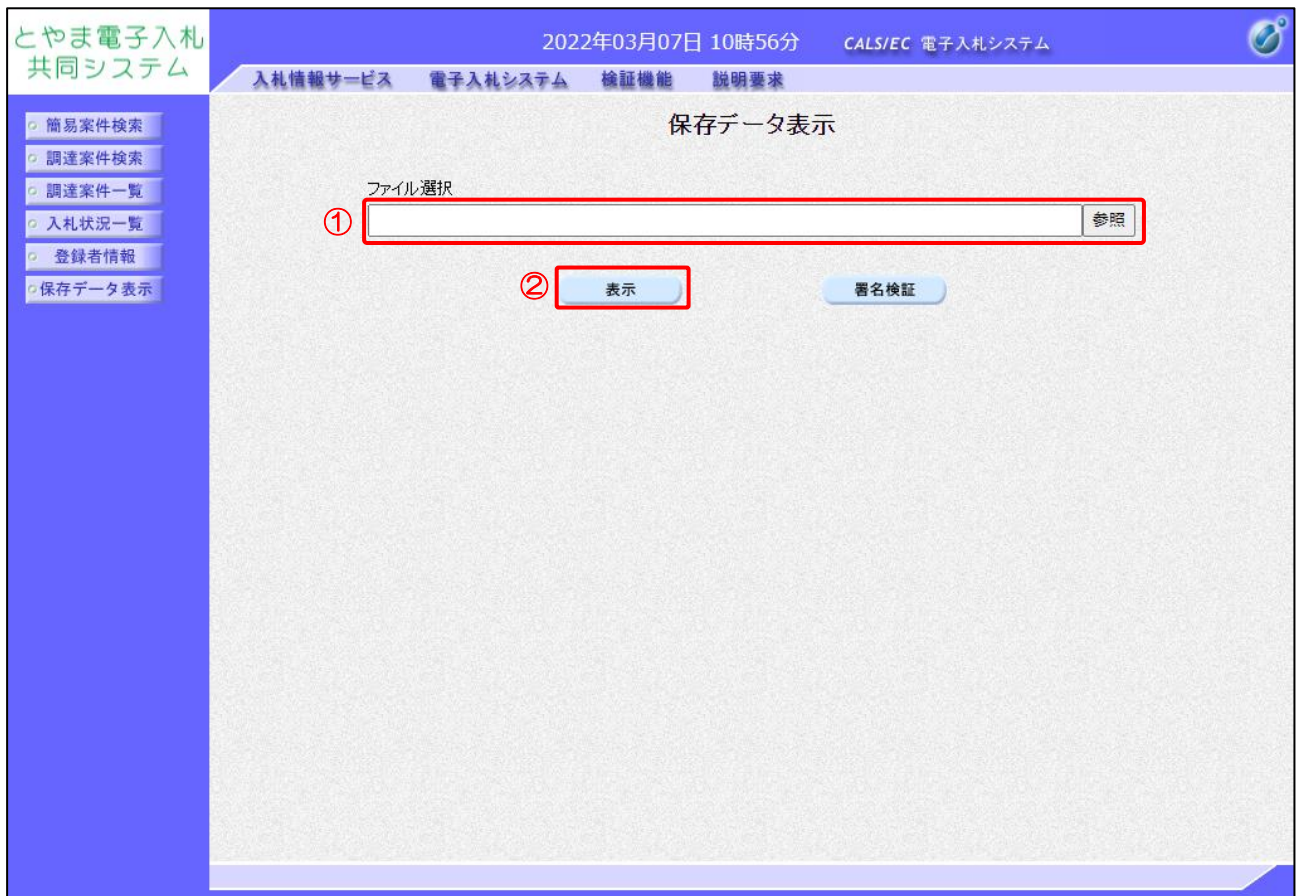 とやま電子入札
共同システム
2022年03月07日 10時56分 CALS/EC 電子入札システム
入札情報サービス 電子入札システム 検証機能 説明要求
簡易案件検索
調達案件検索
調達案件一覧
入札状況一覧
登録者情報
保存データ表示
保存データ表示
ファイル選択
① 参照
② 表示 署名検証